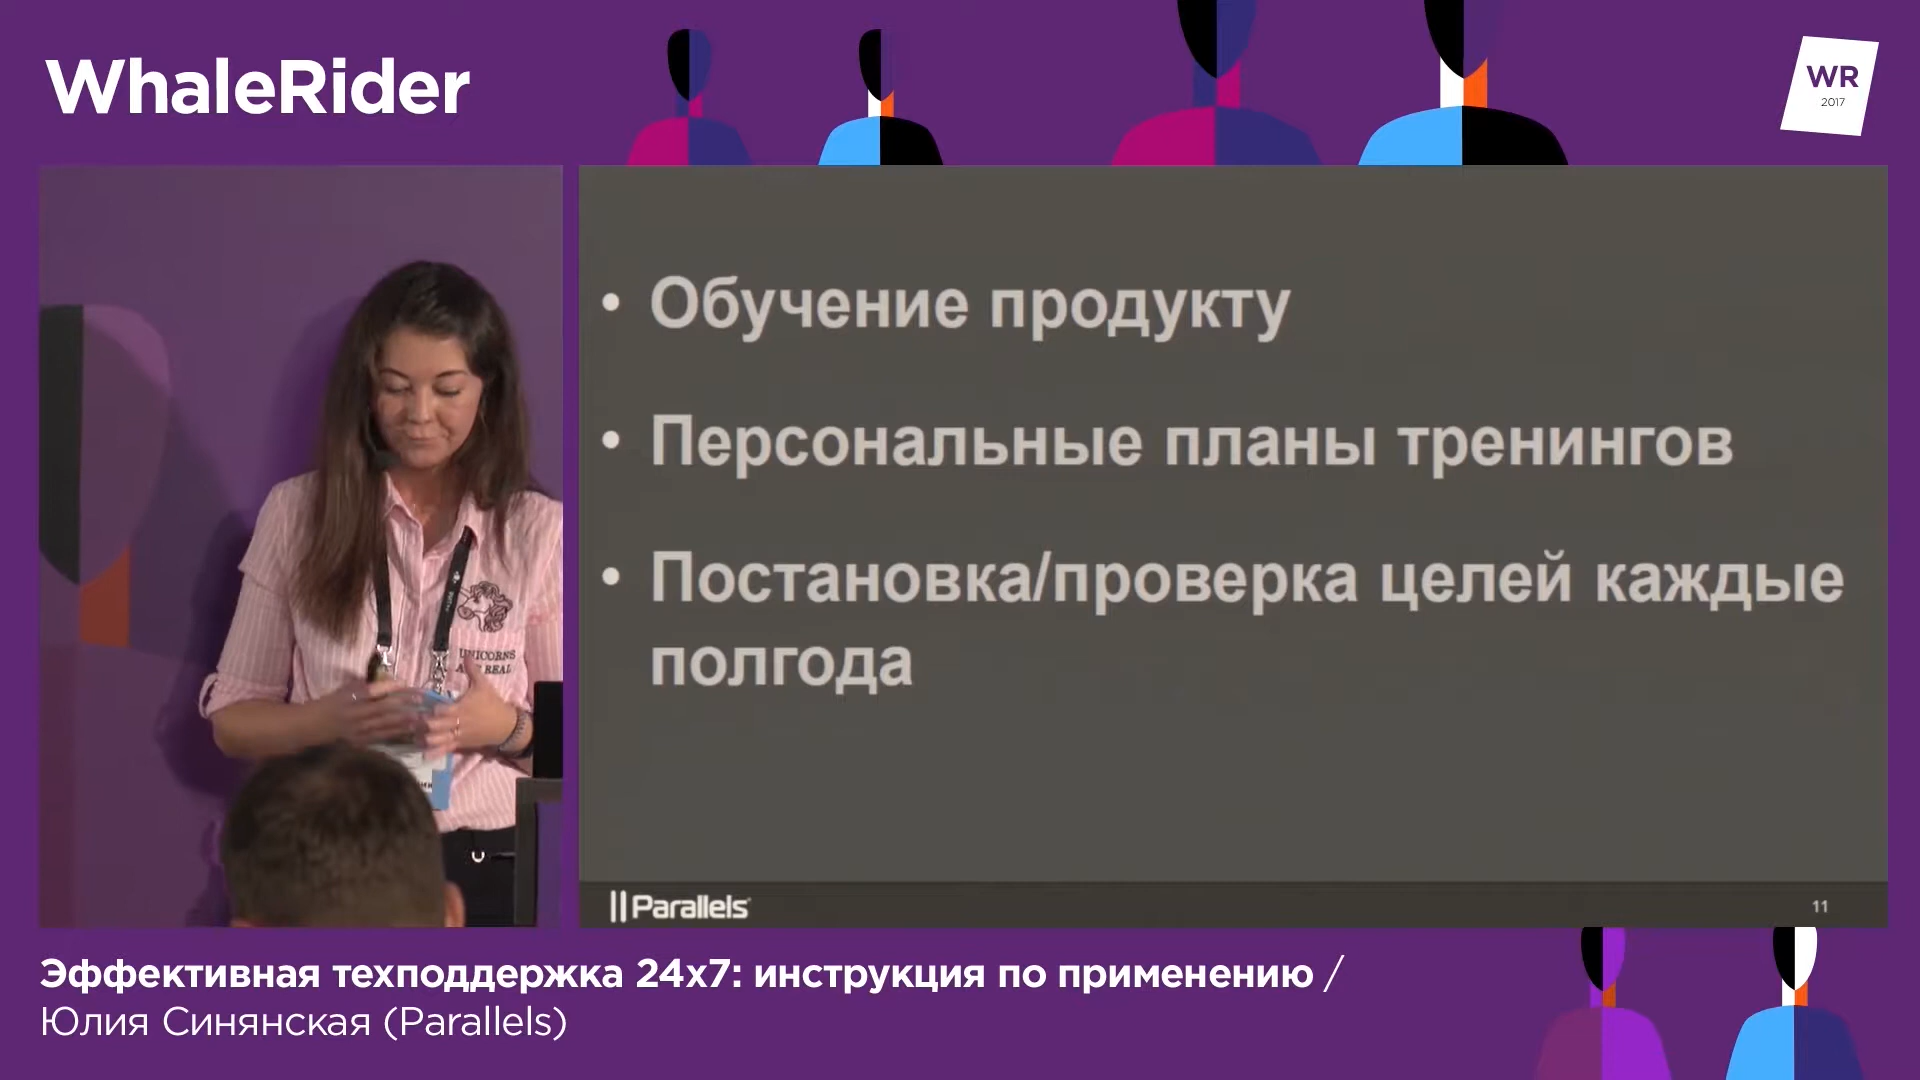 WhaleRider
WR
2017
• Обучение продукту
• Персональные планы тренингов
• Постановка/проверка целей каждые
полгода
UNICORNS
REAL
Parallels
11
Эффективная техподдержка 24x7: инструкция по применению /
Юлия Синянская (Parallels)